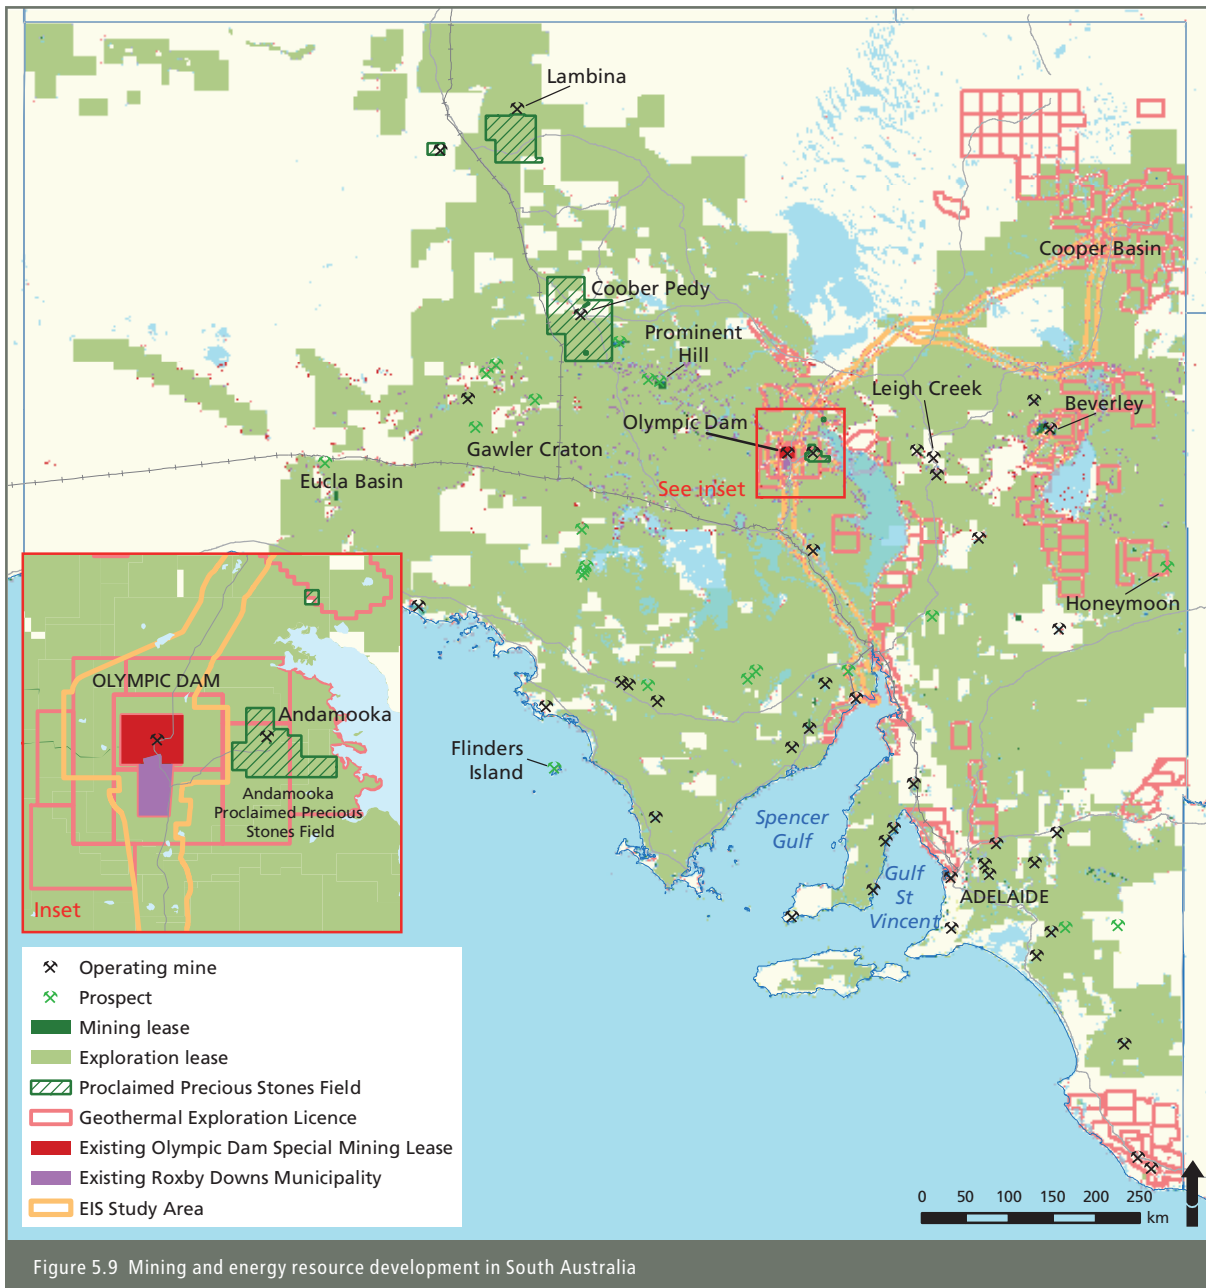 Lambina
Cooper Basin
Coober Pedy
Prominent
Hill
Leigh Creek
Beverley
Olympic Dam
Gawler Craton
Eucla Basin
See inset
Honeymoon
OLYMPIC DAM
Andamooka
Andamooka
Proclaimed Precious
Stones Field
Inset
Flinders
Island
Spencer
Gulf
Gulf
St
Vincent
ADELAIDE
Operating mine
Prospect
Mining lease
Exploration lease
Proclaimed Precious Stones Field
Geothermal Exploration Licence
Existing Olympic Dam Special Mining Lease
Existing Roxby Downs Municipality
EIS Study Area
0 50 100 150 200 250
km
Figure 5.9 Mining and energy resource development in South Australia